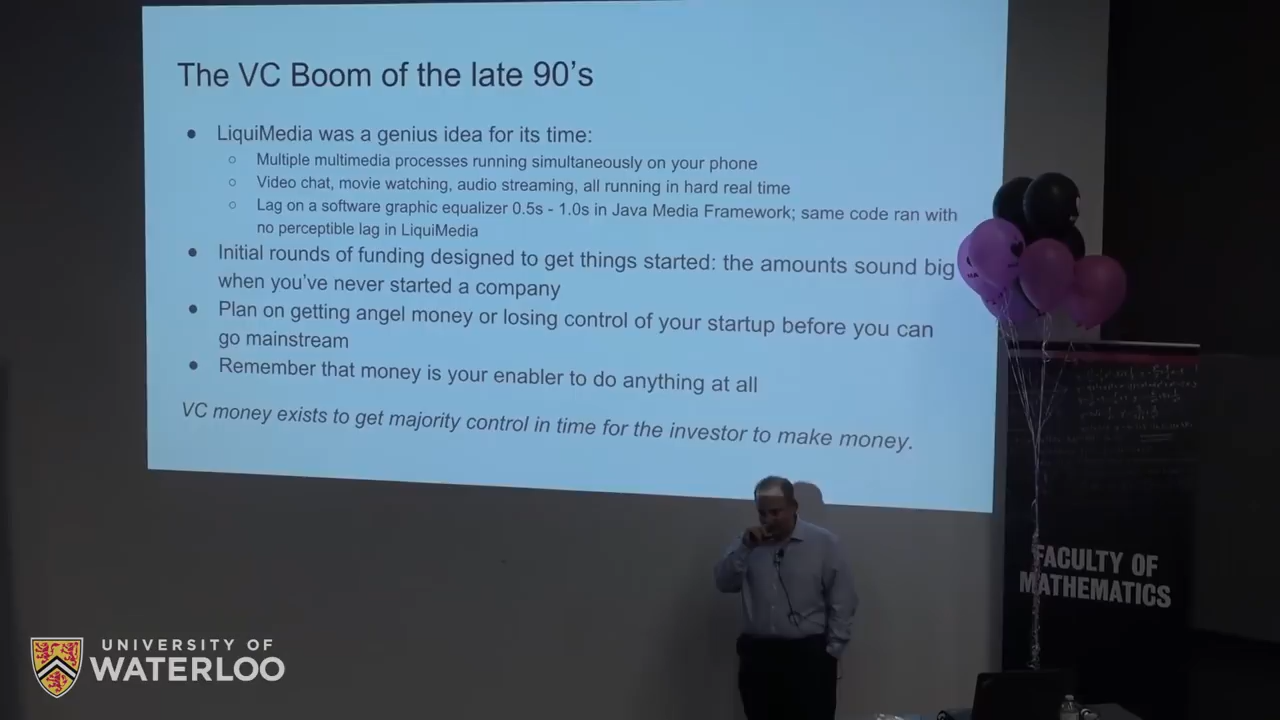 The VC Boom of the late 90's
● LiquiMedia was a genius idea for its time:
○ Multiple multimedia processes running simultaneously on your phone
○ Video chat, movie watching, audio streaming, all running in hard real time
○ Lag on a software graphic equalizer 0.5s - 1.0s in Java Media Framework; same code ran with
no perceptible lag in LiquiMedia
● Initial rounds of funding designed to get things started: the amounts sound big
when you've never started a company
● Plan on getting angel money or losing control of your startup before you can
go mainstream
● Remember that money is your enabler to do anything at all
VC money exists to get majority control in time for the investor to make money.
FACULTY OF
MATHEMATICS
UNIVERSITY OF
WATERLOO